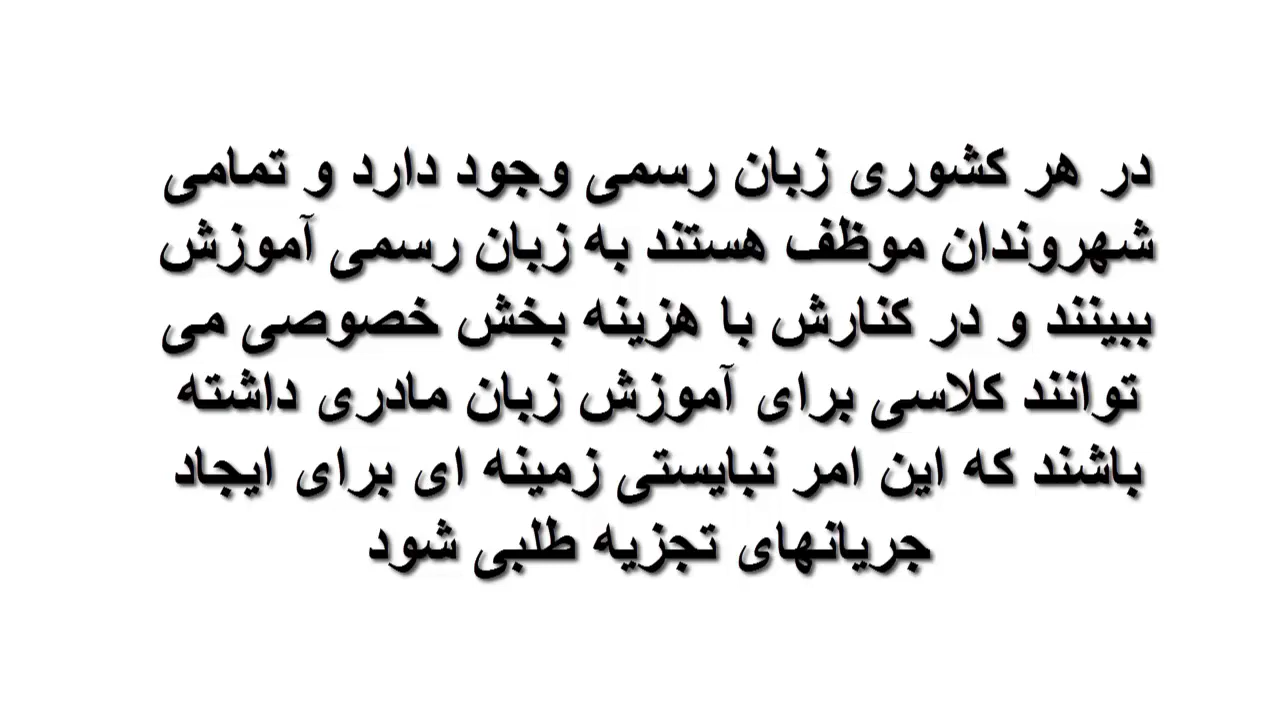 در هر کشوری زبان رسمی وجود دارد و تمامی
شهروندان موظف هستند به زبان رسمی آموزش
ببینند و در کنارش با هزینه بخش خصوصی می
توانند کلاسی برای آموزش زبان مادری داشته
باشند که این امر نبایستی زمینه ای برای ایجاد
جریانهای تجزیه طلبی شود